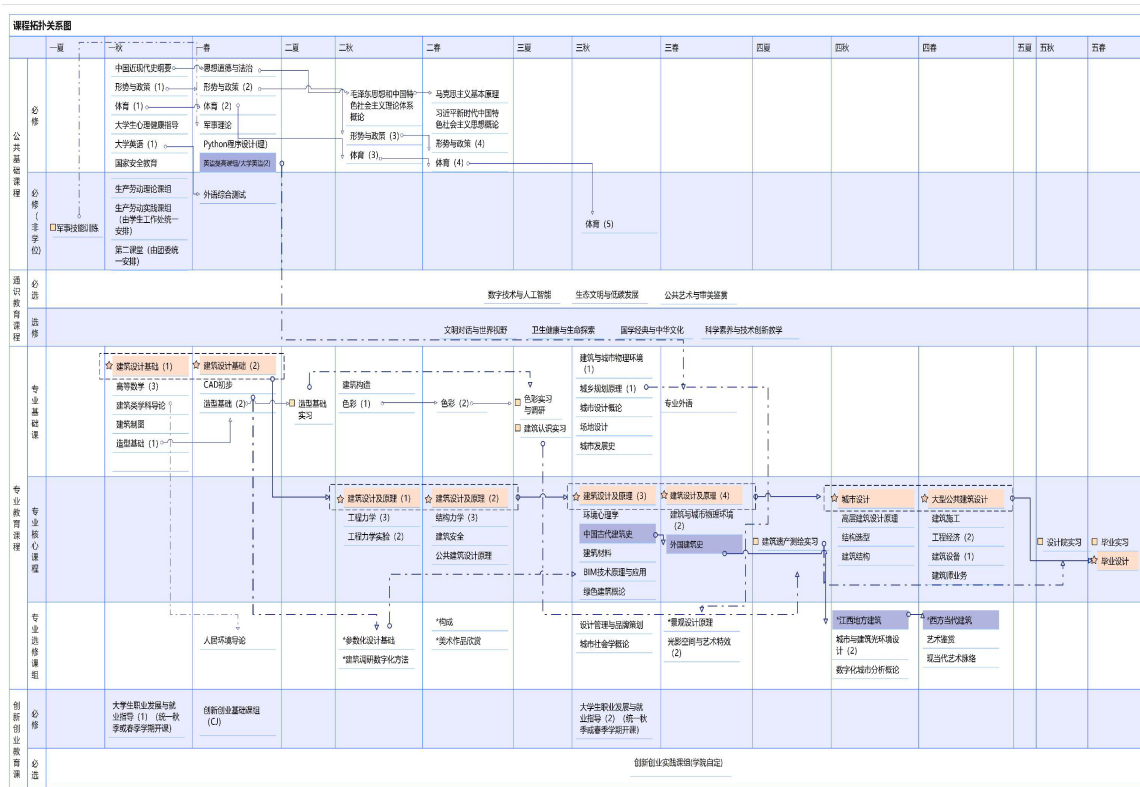 课程拓扑关系图
一夏 一秋 一春 二夏 二秋 二春 三夏 三秋 三春 四夏 四秋 四春 五夏 五秋 五春
公共基础课程
必修
中国近现代史纲要
思想道德与法治
形势与政策（1）
形势与政策（2）
毛泽东思想和中国特
色社会主义理论体系
概论
马克思主义基本原理
体育（1）
体育（2）
习近平新时代中国特
色社会主义思想概论
大学生心理健康指导
军事理论
形势与政策（3）
形势与政策（4）
大学英语（1）
Python程序设计(理)
体育（3）
体育（4）
国家安全教育
英语提高课组/大学英语(2)
必修（非学位）
军事技能训练
生产劳动理论课组
生产劳动实践课组
（由学生工作处统一
安排）
第二课堂（由团委统
一安排）
外语综合测试
体育（5）
通识教育课程
必选
数字技术与人工智能
生态文明与低碳发展
公共艺术与审美鉴赏
选修
文明对话与世界视野
卫生健康与生命探索
国学经典与中华文化
科学素养与技术创新教学
专业教育课程
专业基础课
建筑设计基础（1）
高等数学（3）
建筑类学科导论
建筑制图
造型基础（1）
建筑设计基础（2）
CAD初步
造型基础（2）
造型基础
实习
建筑构造
色彩（1）
色彩（2）
色彩实习
与调研
建筑认识实习
建筑与城市物理环境
（1）
城乡规划原理（1）
城市设计概论
场地设计
城市发展史
专业外语
专业核心课程
建筑设计及原理（1）
工程力学（3）
工程力学实验（2）
建筑设计及原理（2）
结构力学（3）
建筑安全
公共建筑设计原理
建筑设计及原理（3）
环境心理学
中国古代建筑史
建筑材料
BIM技术原理与应用
绿色建筑概论
建筑设计及原理（4）
建筑与城市物理环境
（2）
外国建筑史
建筑遗产测绘实习
城市设计
高层建筑设计原理
结构选型
建筑结构
大型公共建筑设计
建筑施工
工程经济（2）
建筑设备（1）
建筑师业务
设计院实习
毕业实习
毕业设计
专业选修课组
人居环境导论
*参数化设计基础
*建筑调研数字化方法
*构成
*美术作品欣赏
设计管理与品牌策划
城市社会学概论
*景观设计原理
光影空间与艺术特效
（2）
*江西地方建筑
城市与建筑光环境设
计（2）
数字化城市分析概论
*西方当代建筑
艺术鉴赏
现当代艺术脉络
创新创业教育课
必修
大学生职业发展与就
业指导（1）（统一秋
季或春季学期开课）
创新创业基础课组
（CJ）
大学生职业发展与就
业指导（2）（统一秋
季或春季学期开课）
必选
创新创业实践课组(学院自定)